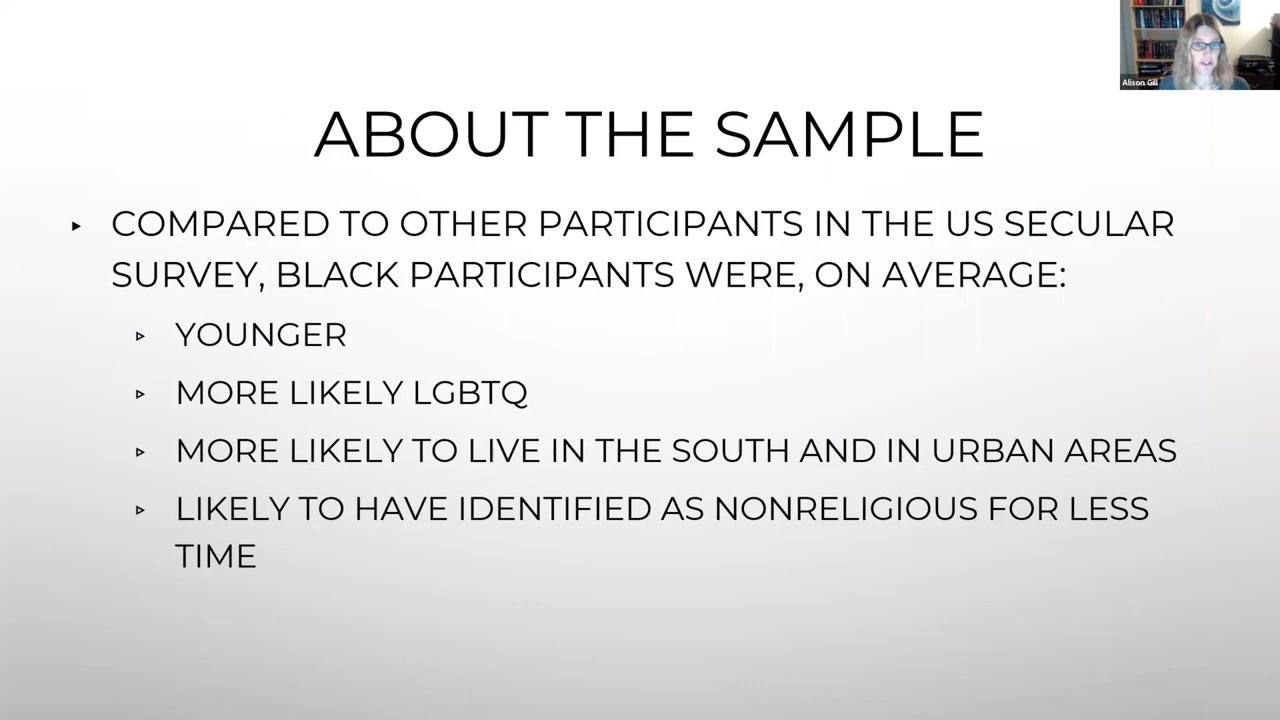 Alison Gill
ABOUT THE SAMPLE
COMPARED TO OTHER PARTICIPANTS IN THE US SECULAR
SURVEY, BLACK PARTICIPANTS WERE, ON AVERAGE:
YOUNGER
MORE LIKELY LGBTQ
MORE LIKELY TO LIVE IN THE SOUTH AND IN URBAN AREAS
LIKELY TO HAVE IDENTIFIED AS NONRELIGIOUS FOR LESS
TIME